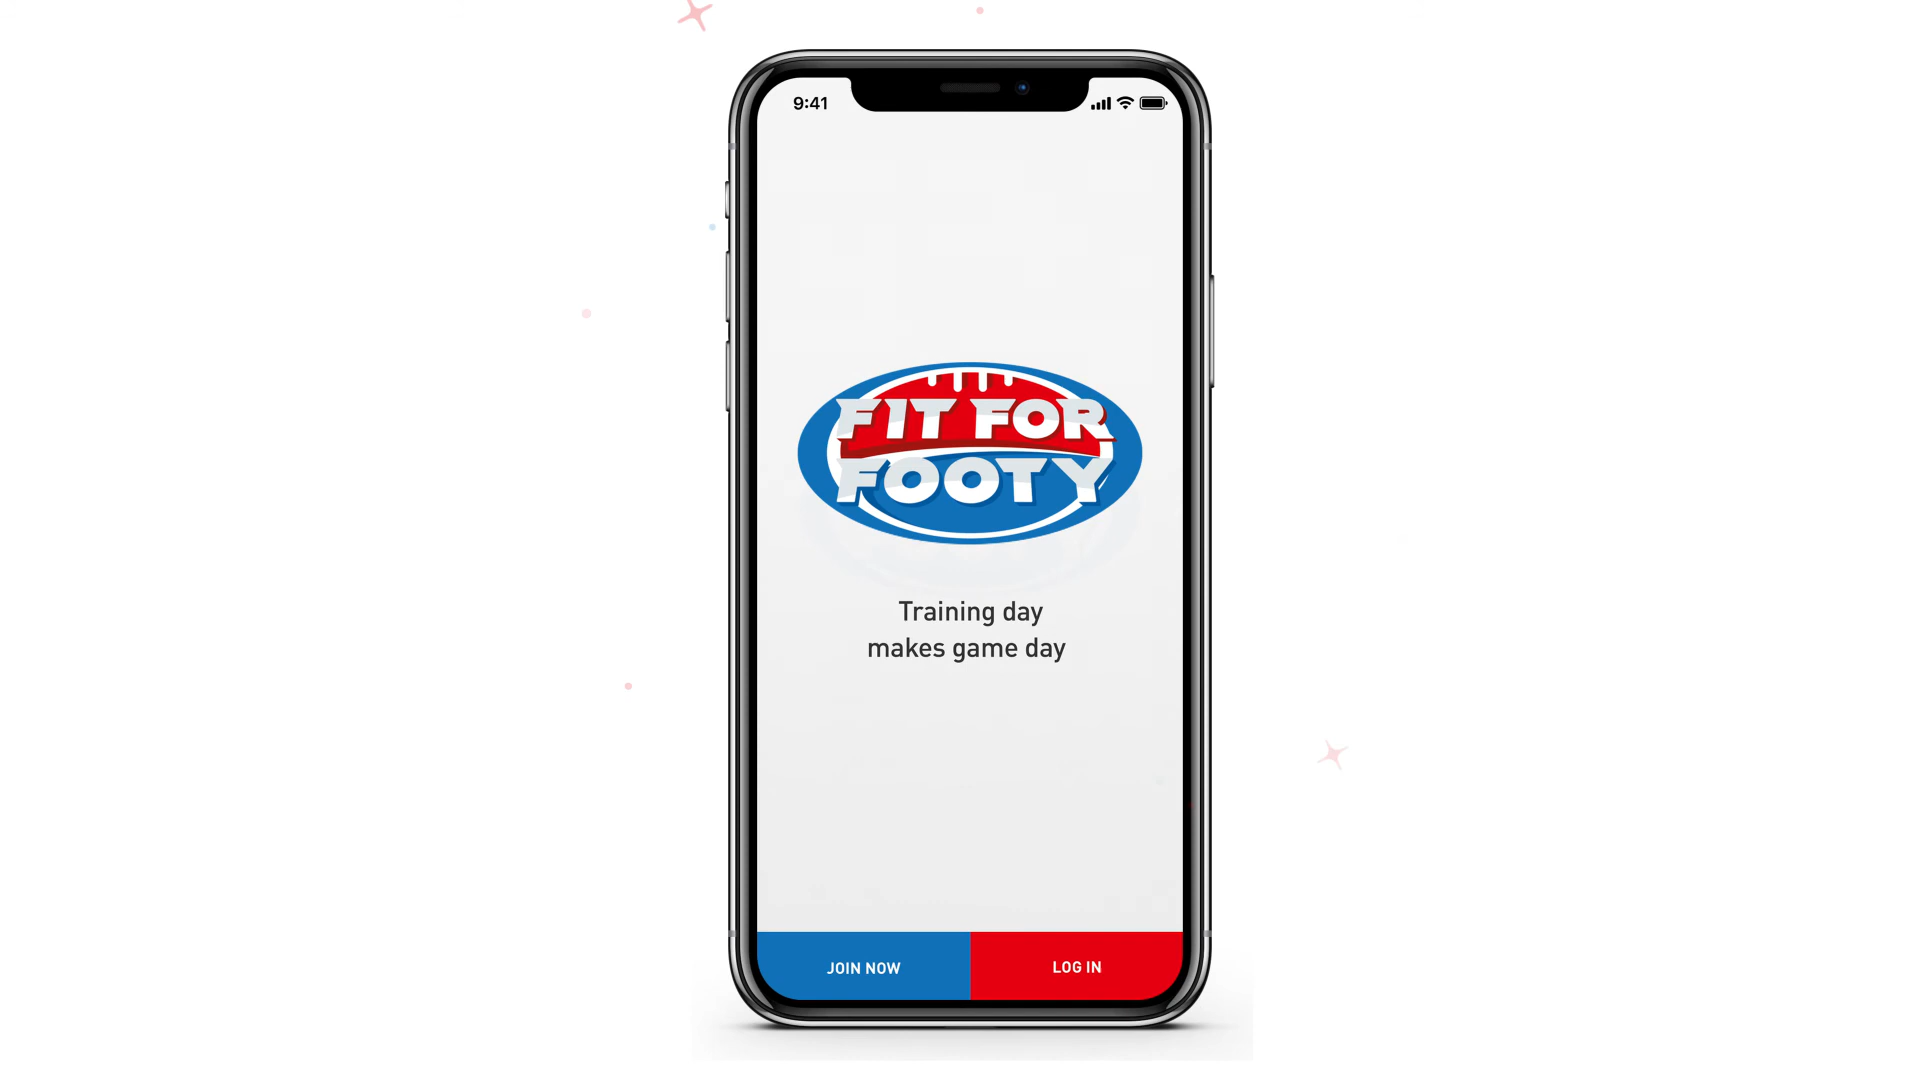 9:41
FIT FOR
FOOTY
Training day
makes game day
JOIN NOW
LOG IN